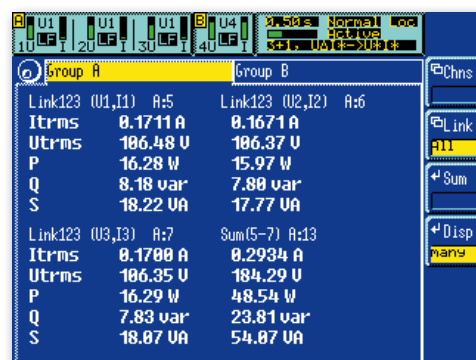 A U1 U1 U1 B U4 0.50s Normal Loc
LF LF LF LF Active
1U I 2U I 3U I 4U I 3+1, U∆I*->U*I*
Group A Group B
Chns
Link123 (U1,I1) A:5 Link123 (U2,I2) A:6
Itrms 0.1711 A 0.1671 A
Link
Utrms 106.48 V 106.37 V
All
P 16.28 W 15.97 W
Q 8.18 var 7.80 var
Sum
S 18.22 VA 17.77 VA
Link123 (U3,I3) A:7 Sum(5-7) A:13
Disp
Itrms 0.1700 A 0.2934 A
many
Utrms 106.35 V 184.29 V
P 16.29 W 48.54 W
Q 7.83 var 23.81 var
S 18.07 VA 54.07 VA